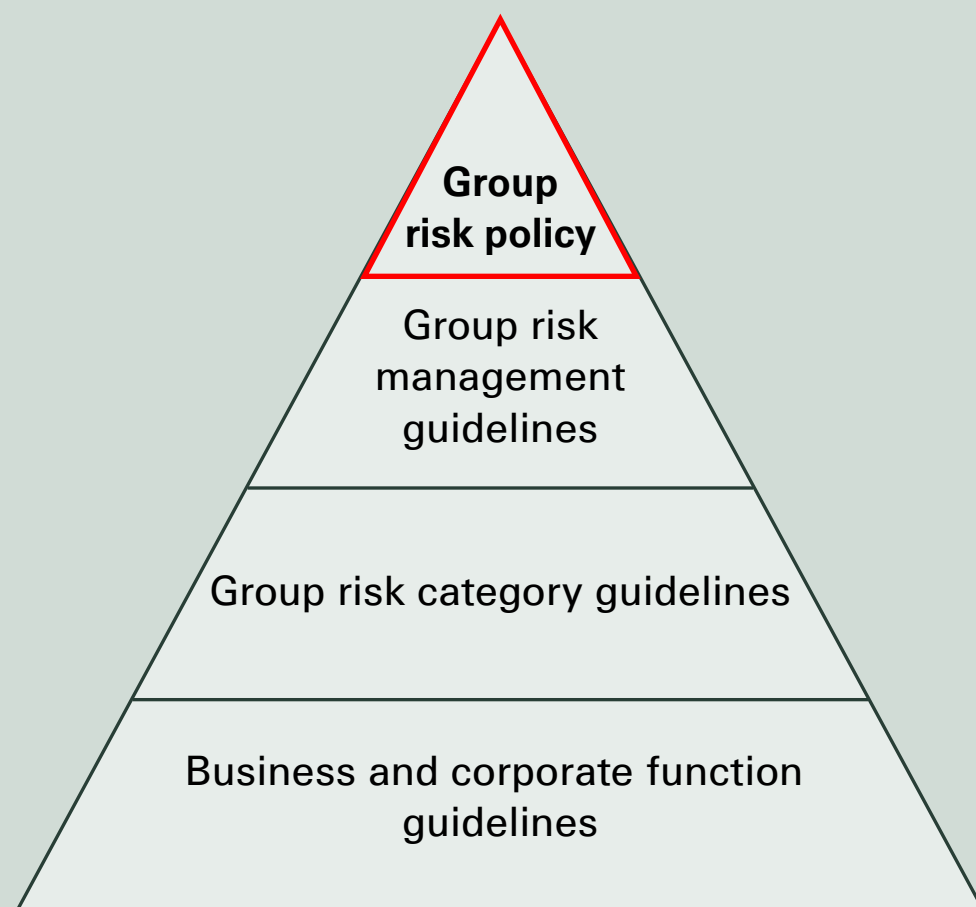 Group
risk policy
Group risk
management
guidelines
Group risk category guidelines
Business and corporate function
guidelines